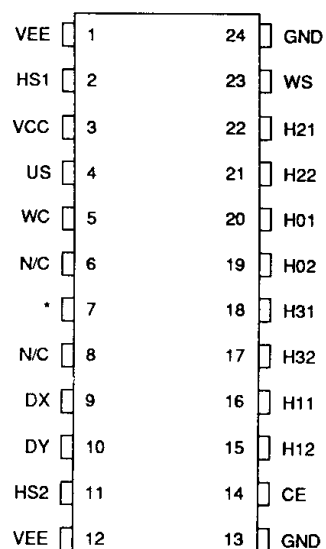 VEE 1 24 GND
HS1 2 23 WS
VCC 3 22 H21
US 4 21 H22
WC 5 20 H01
N/C 6 19 H02
* 7 18 H31
N/C 8 17 H32
DX 9 16 H11
DY 10 15 H12
HS2 11 14 CE
VEE 12 13 GND